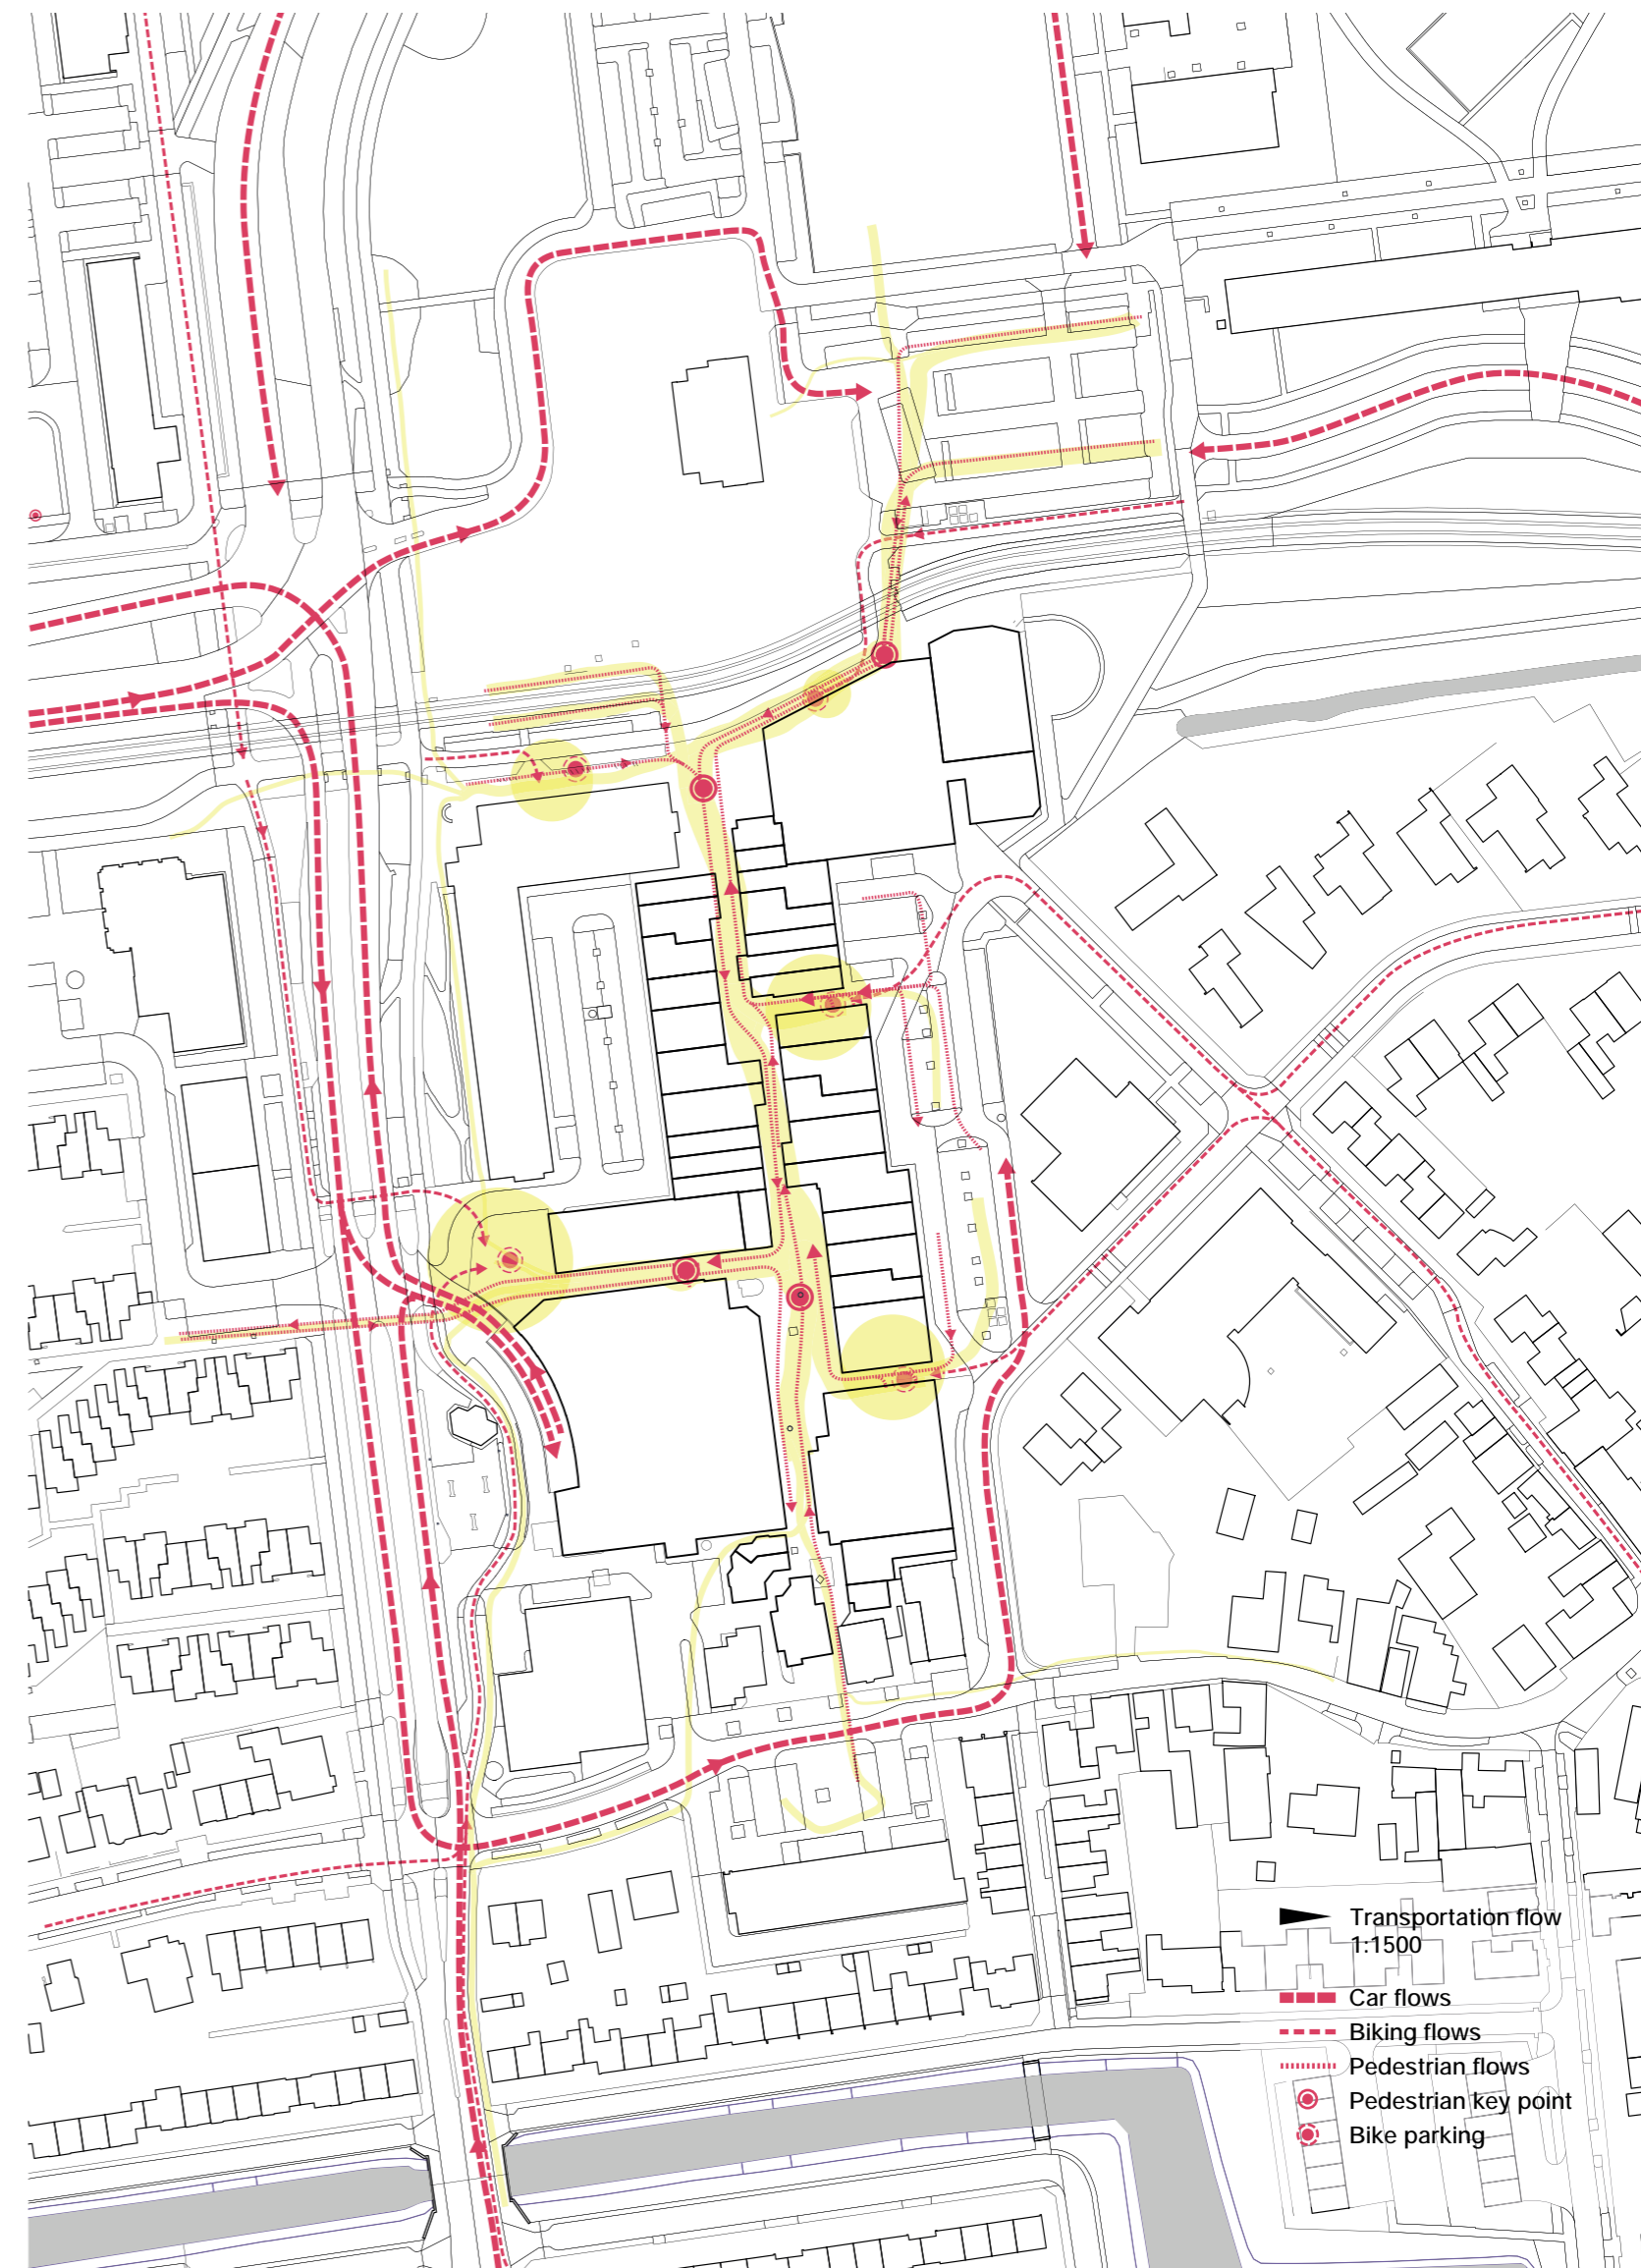 Transportation flow
1:1500
Car flows
Biking flows
Pedestrian flows
Pedestrian key point
Bike parking